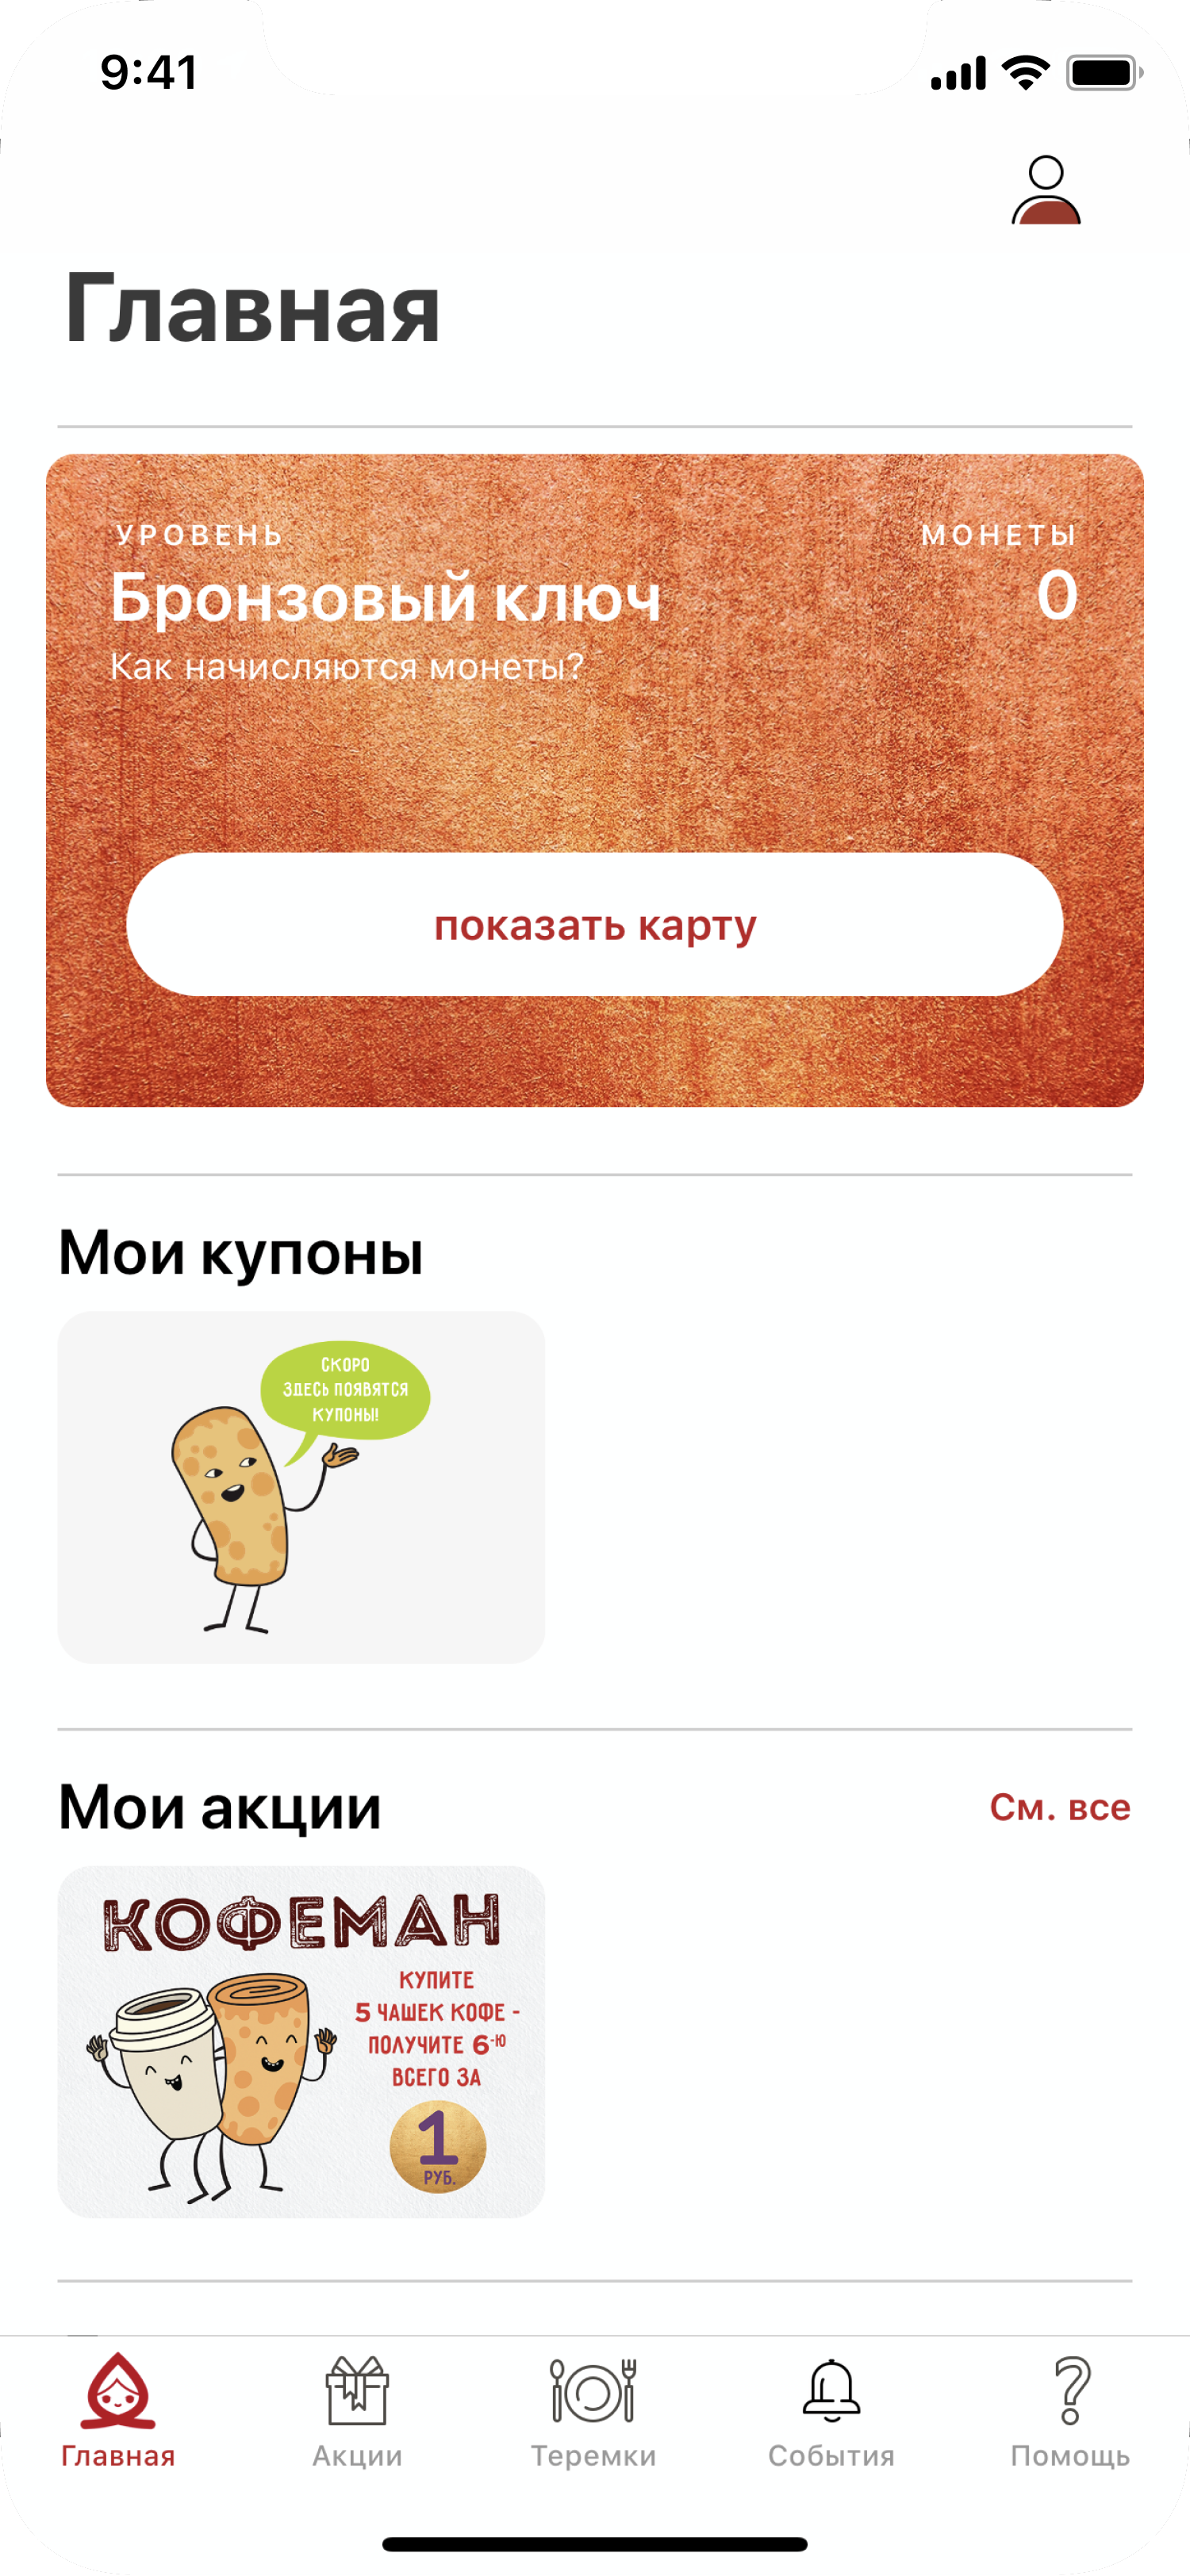 9:41
Главная
УРОВЕНЬ
МОНЕТЫ
Бронзовый ключ
0
Как начисляются монеты?
показать карту
Мои купоны
СКОРО
ЗДЕСЬ ПОЯВЯТСЯ
КУПОНЫ!
Мои акции
См. все
КОФЕМАН
КУПИТЕ
5 ЧАШЕК КОФЕ -
ПОЛУЧИТЕ 6-Ю
ВСЕГО ЗА
1
РУБ.
Главная
Акции
Теремки
События
Помощь